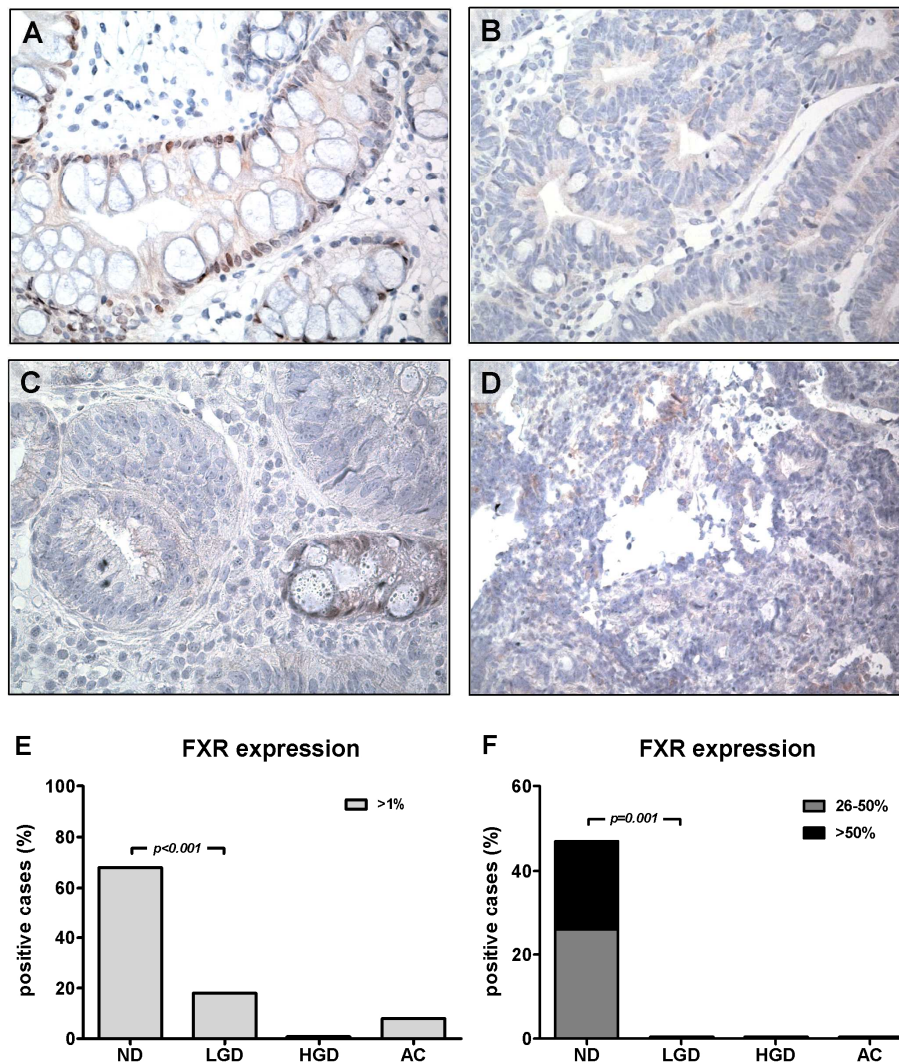 A
B
C
D
E
FXR expression
positive cases (%)
100
80
60
40
20
0
>1%
p<0.001
ND LGD HGD AC
F
FXR expression
positive cases (%)
60
40
20
0
26-50%
>50%
p=0.001
ND LGD HGD AC